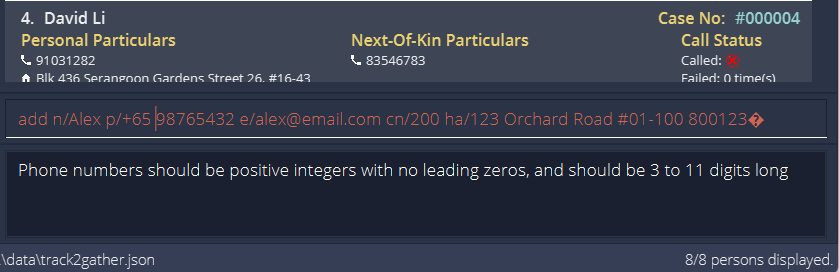 4. David Li Case No: #000004
Personal Particulars Next-Of-Kin Particulars Call Status
91031282 83546783 Called:
Blk 436 Serangoon Gardens Street 26, #16-43 Failed: 0 time(s)
add n/Alex p/+65 98765432 e/alex@email.com cn/200 ha/123 Orchard Road #01-100 800123�
Phone numbers should be positive integers with no leading zeros, and should be 3 to 11 digits long
.\data\track2gather.json 8/8 persons displayed.